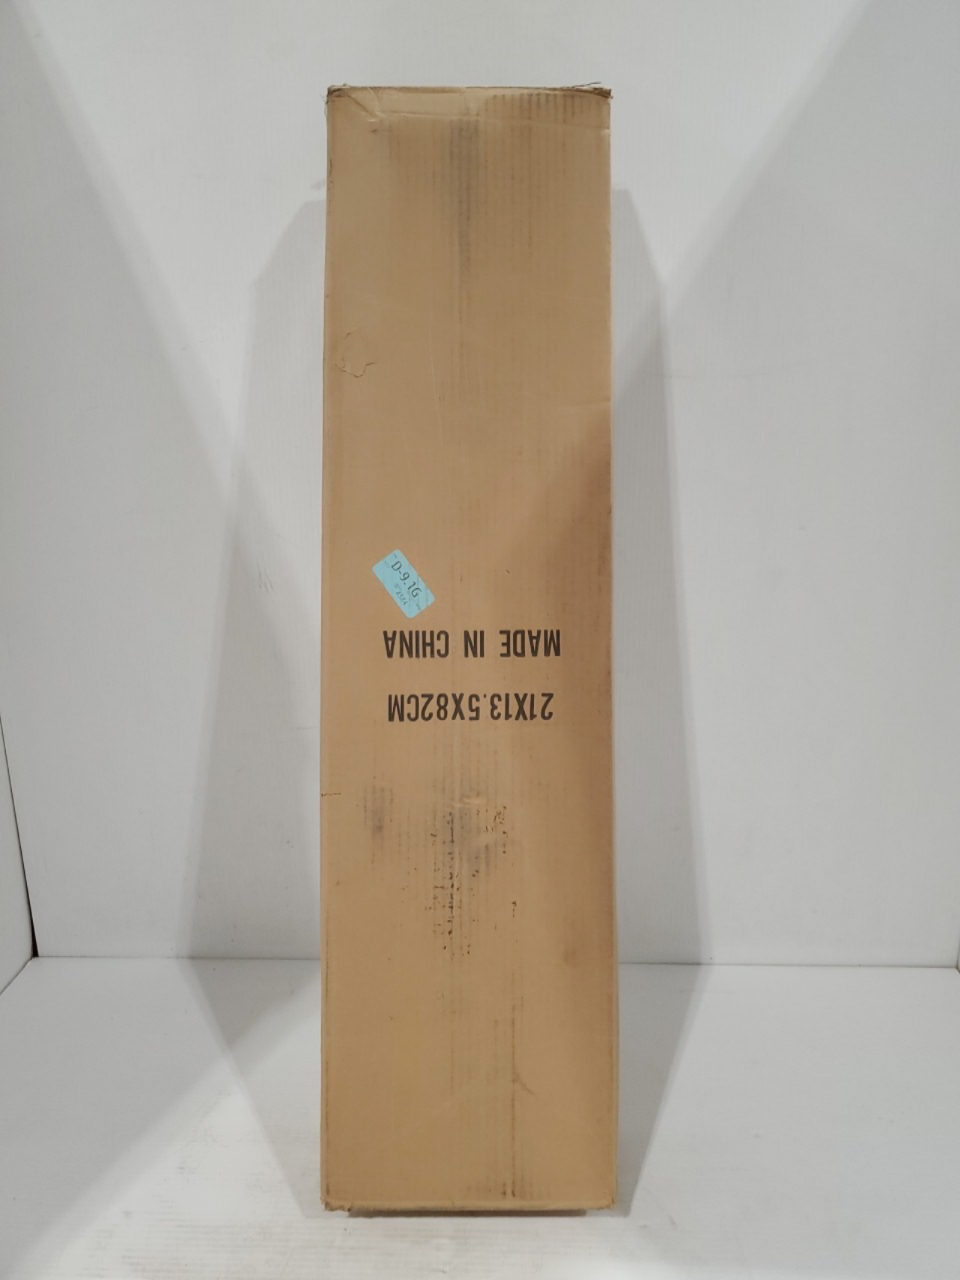 21X13.5X82CM
MADE IN CHINA
D-9.16